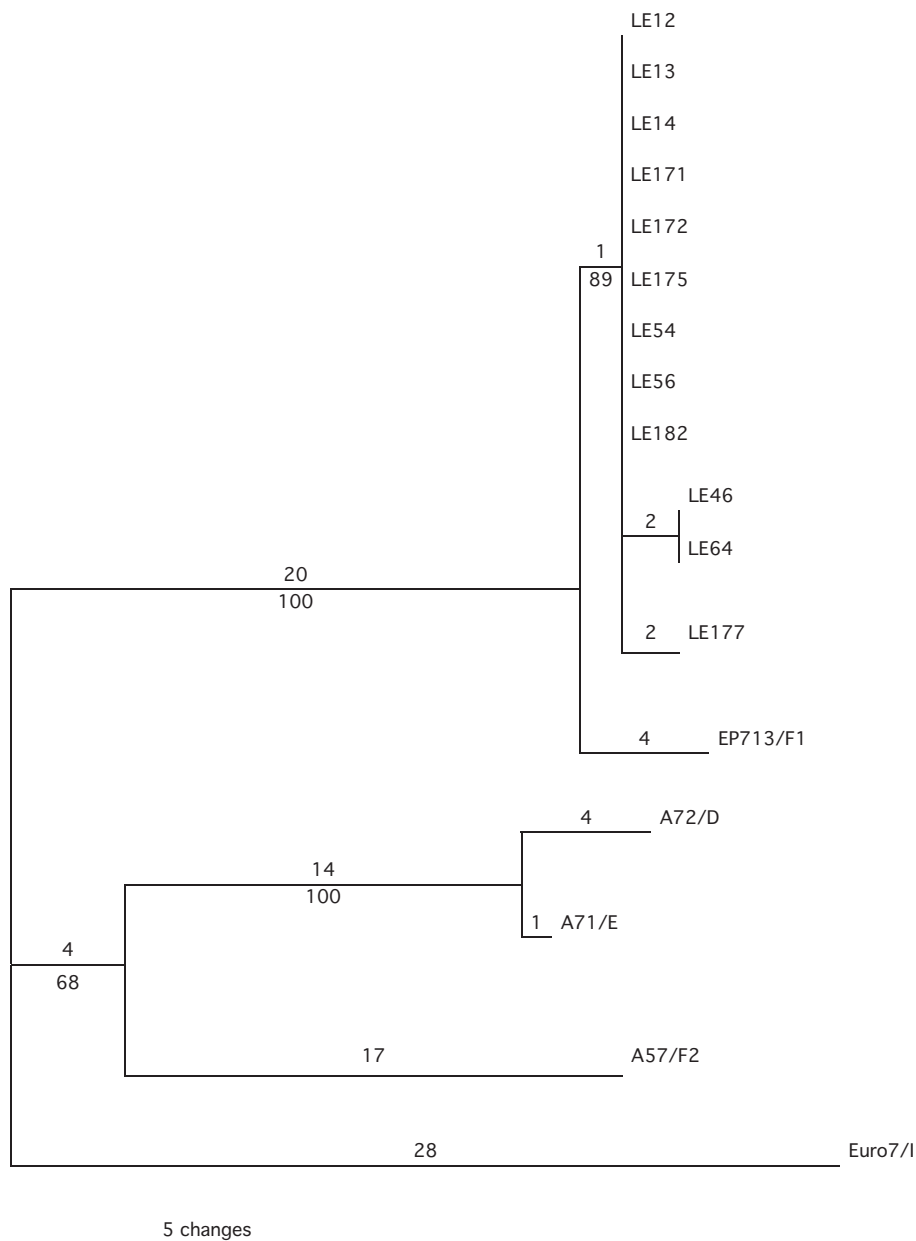 LE12
LE13
LE14
LE171
LE172
1
89
LE175
LE54
LE56
LE182
LE46
2
LE64
20
100
2
LE177
4
EP713/F1
4
A72/D
14
100
1
A71/E
4
68
17
A57/F2
28
Euro7/I
5 changes